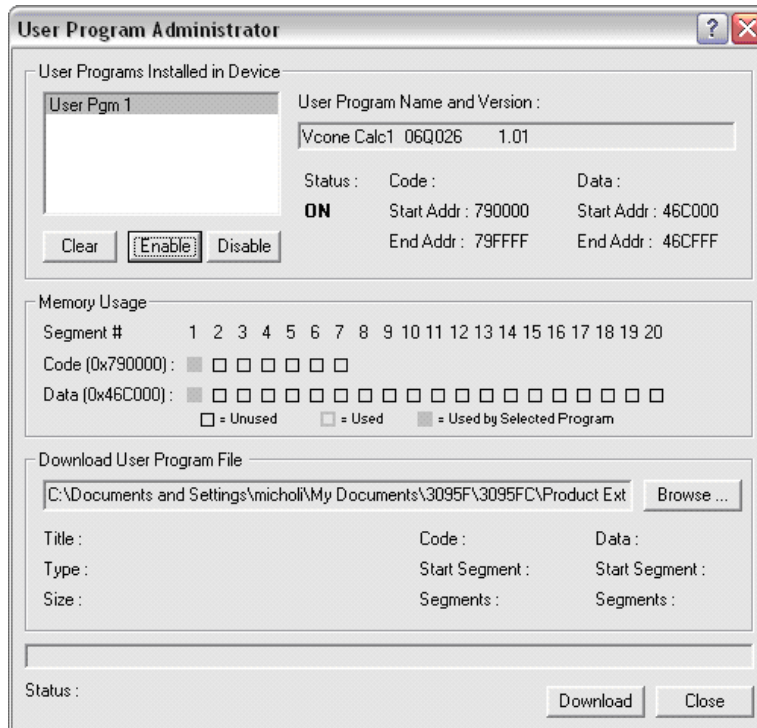 User Program Administrator
User Programs Installed in Device
User Pgm 1
User Program Name and Version :
Vcone Calc1 06Q026 1.01
Status : Code : Data :
ON Start Addr : 790000 Start Addr : 46C000
End Addr : 79FFFF End Addr : 46CFFF
Clear Enable Disable
Memory Usage
Segment # 1 2 3 4 5 6 7 8 9 10 11 12 13 14 15 16 17 18 19 20
Code (0x790000) :
Data (0x46C000) :
= Unused = Used = Used by Selected Program
Download User Program File
C:\Documents and Settings\micholi\My Documents\3095F\3095FC\Product Ext Browse ...
Title : Code : Data :
Type : Start Segment : Start Segment :
Size : Segments : Segments :
Status :
Download Close